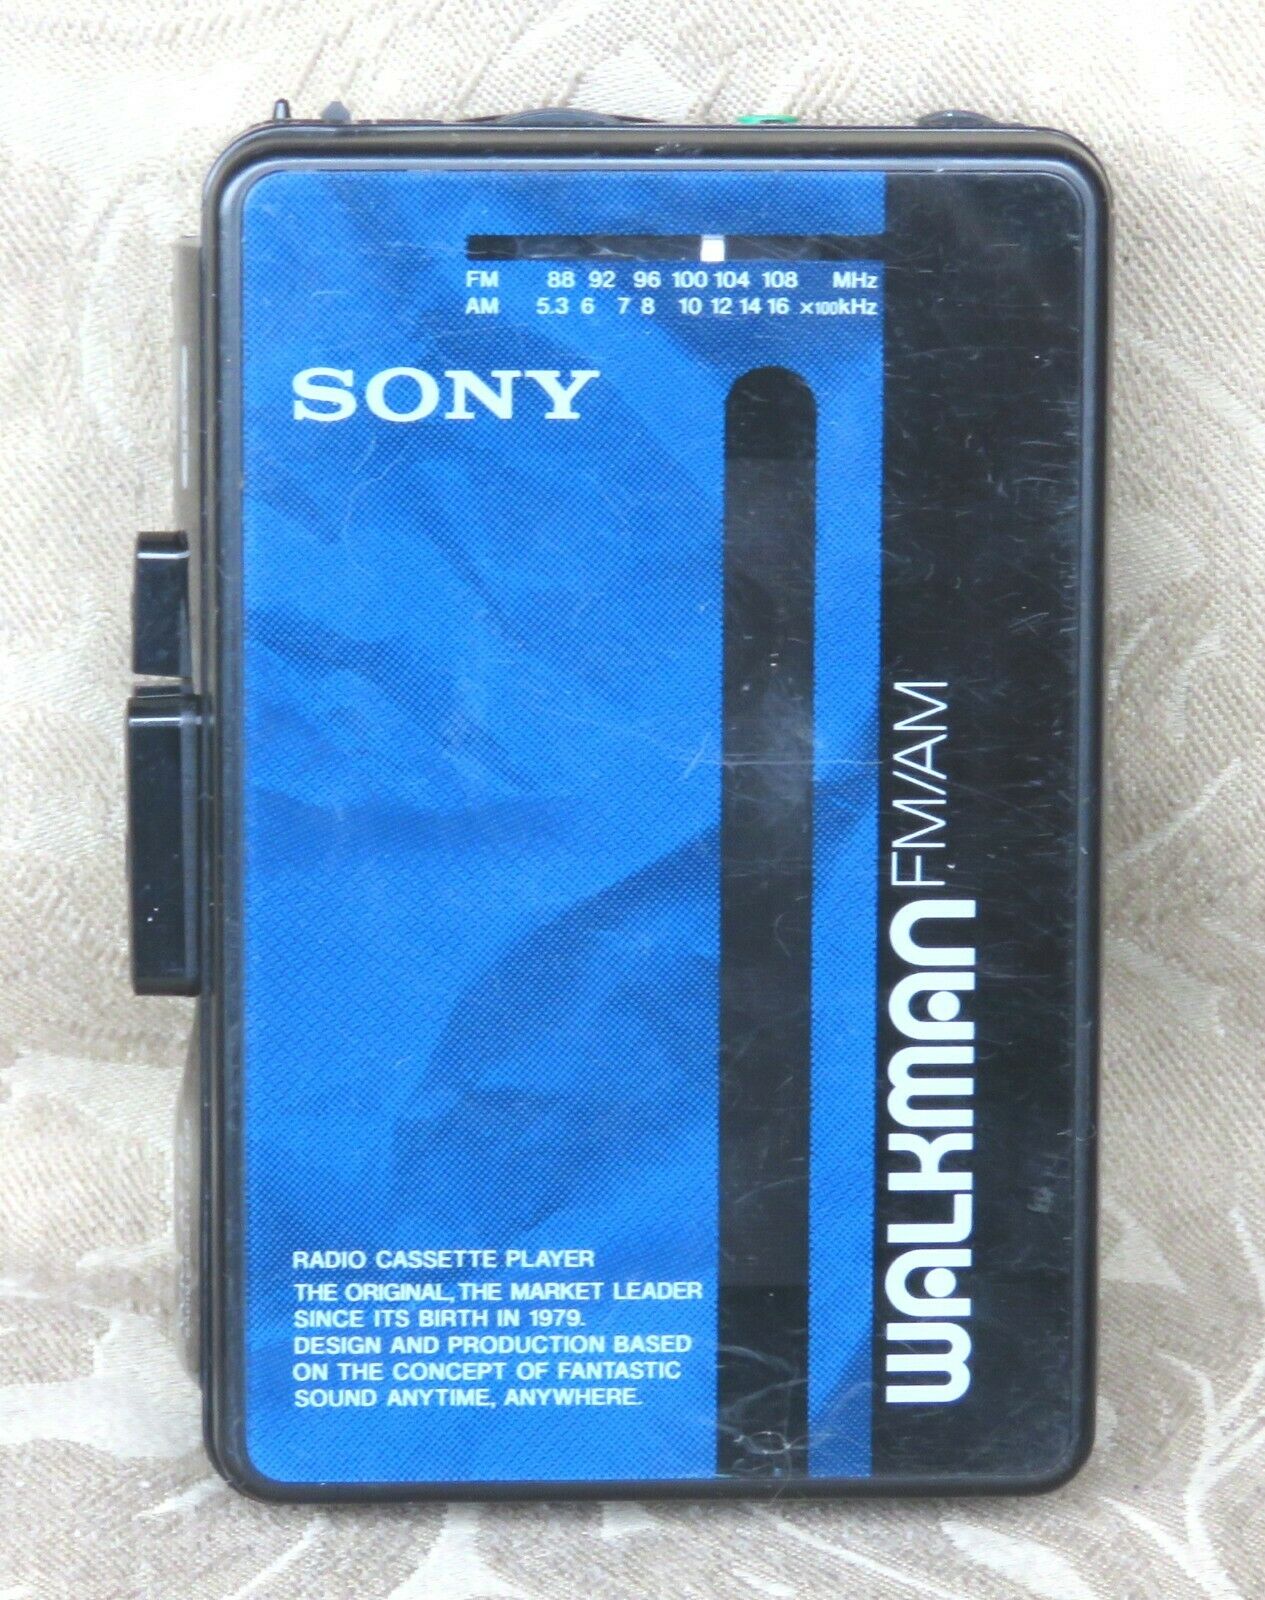 FM 88 92 96 100 104 108 MHz
AM 5.3 6 7 8 10 12 14 16 ×100kHz
SONY
WALKMAN FM/AM
RADIO CASSETTE PLAYER
THE ORIGINAL, THE MARKET LEADER
SINCE ITS BIRTH IN 1979.
DESIGN AND PRODUCTION BASED
ON THE CONCEPT OF FANTASTIC
SOUND ANYTIME, ANYWHERE.